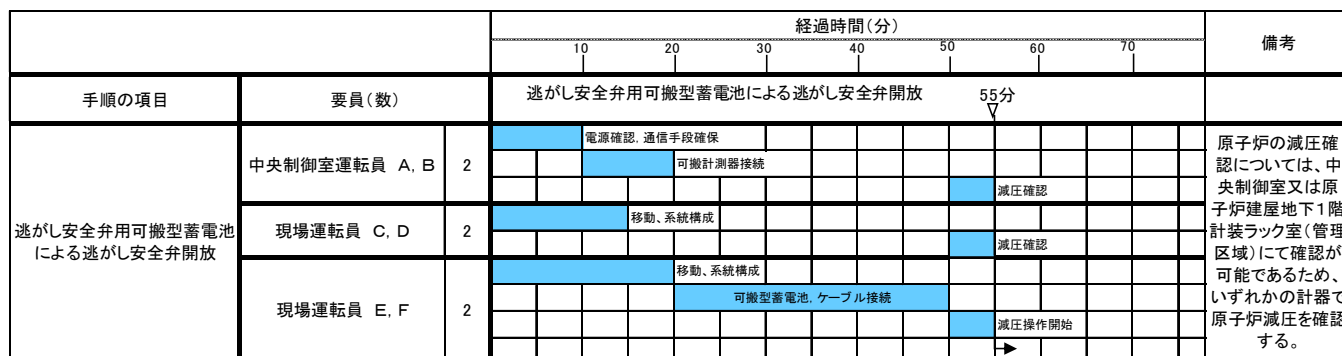 経過時間(分)
備考
10 20 30 40 50 60 70
手順の項目
要員(数)
逃がし安全弁用可搬型蓄電池による逃がし安全弁開放
55分
▽
逃がし安全弁用可搬型蓄電池
による逃がし安全弁開放
中央制御室運転員 A, B
2
電源確認, 通信手段確保
可搬計測器接続
減圧確認
現場運転員 C, D
2
移動、系統構成
減圧確認
現場運転員 E, F
2
移動、系統構成
可搬型蓄電池, ケーブル接続
減圧操作開始
原子炉の減圧確
認については、中
央制御室又は原
子炉建屋地下1階
計装ラック室(管理
区域)にて確認が
可能であるため、
いずれかの計器で
原子炉減圧を確認
する。